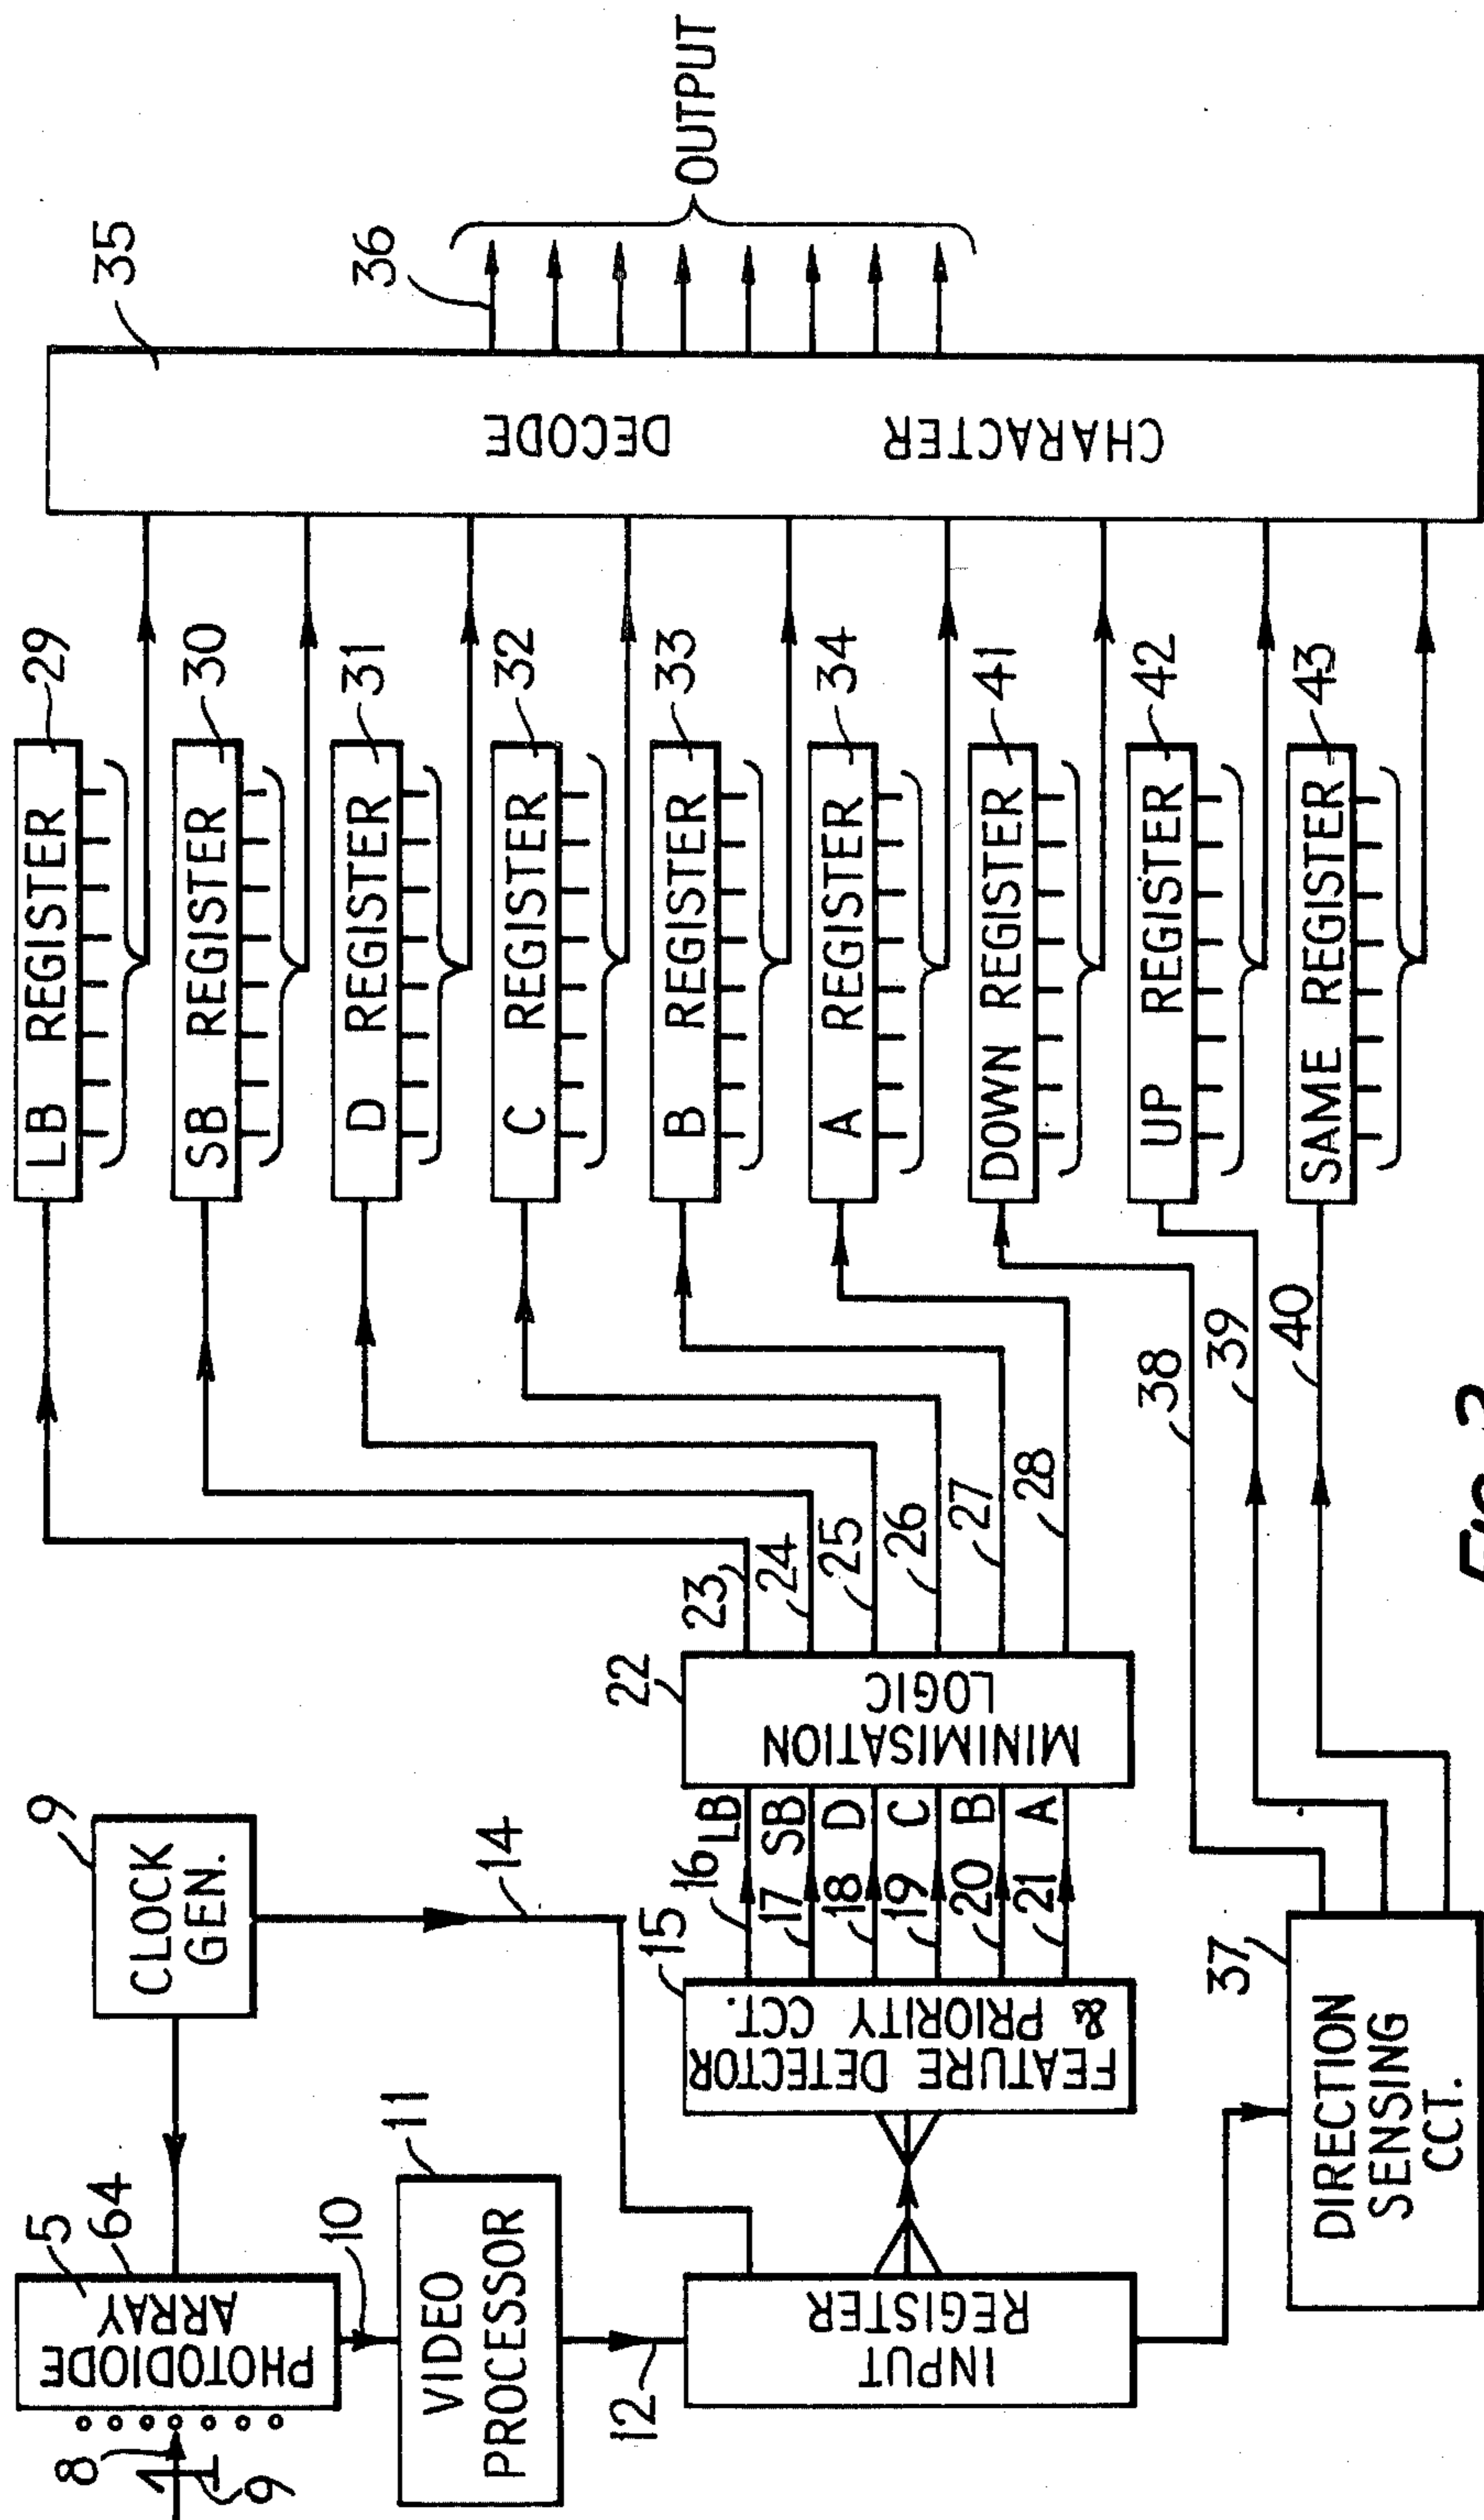 8
9
5
64
PHOTODIODE
ARRAY
10
9
CLOCK
GEN.
14
11
VIDEO
PROCESSOR
12
INPUT
REGISTER
15
FEATURE DETECTOR
& PRIORITY CCT.
16
LB
17
SB
18
D
19
C
20
B
21
A
22
MINIMISATION
LOGIC
23
24
25
26
27
28
37
DIRECTION
SENSING
CCT.
38
39
40
LB REGISTER
29
SB REGISTER
30
D REGISTER
31
C REGISTER
32
B REGISTER
33
A REGISTER
34
DOWN REGISTER
41
UP REGISTER
42
SAME REGISTER
43
35
CHARACTER DECODE
36
OUTPUT